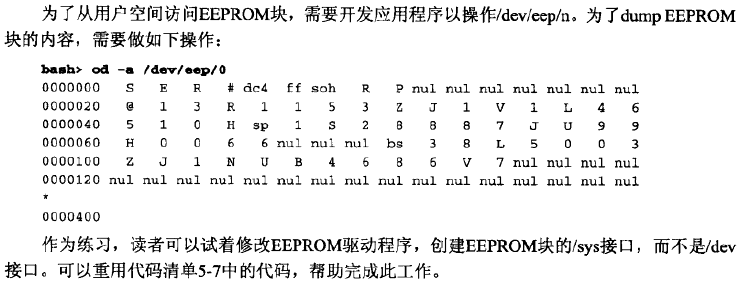 为了从用户空间访问EEPROM块，需要开发应用程序以操作/dev/eep/n。为了dump EEPROM
块的内容，需要做如下操作：
bash> od -a /dev/eep/0
0000000 S E R # dc4 ff soh R P nul nul nul nul nul nul nul
0000020 @ 1 3 R 1 1 5 3 Z J 1 V 1 L 4 6
0000040 5 1 0 H sp 1 S 2 8 8 8 7 J U 9 9
0000060 H 0 0 6 6 nul nul nul bs 3 8 L 5 0 0 3
0000100 Z J 1 N U B 4 6 8 6 V 7 nul nul nul nul
0000120 nul nul nul nul nul nul nul nul nul nul nul nul nul nul nul nul
*
0000400
作为练习，读者可以试着修改EEPROM驱动程序，创建EEPROM块的/sys接口，而不是/dev
接口。可以重用代码清单5-7中的代码，帮助完成此工作。